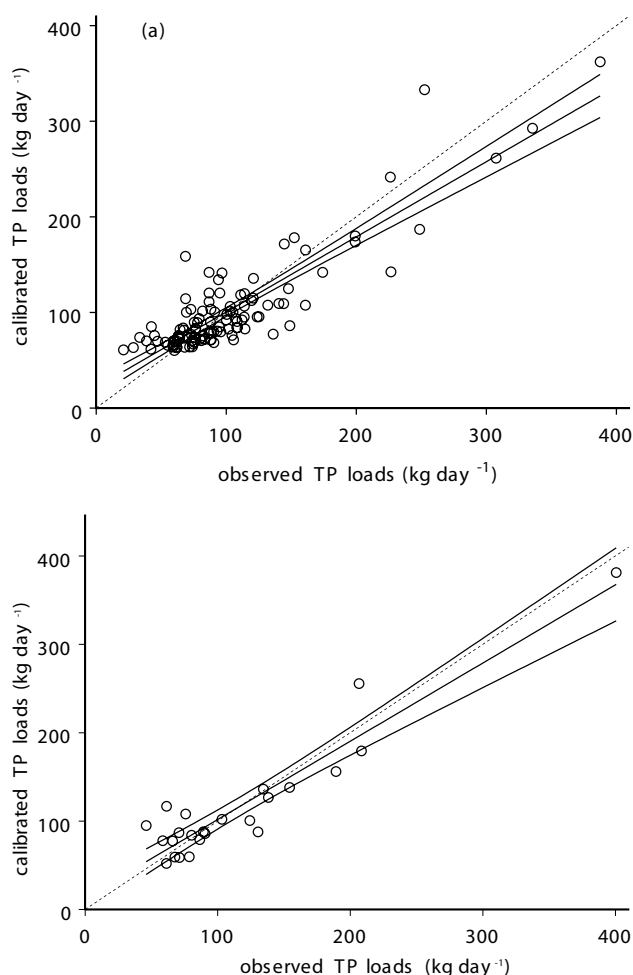 (a)
400
300
200
100
0
calibrated TP loads (kg day -1)
0 100 200 300 400
observed TP loads (kg day -1)
400
300
200
100
0
calibrated TP loads (kg day -1)
0 100 200 300 400
observed TP loads (kg day-1)